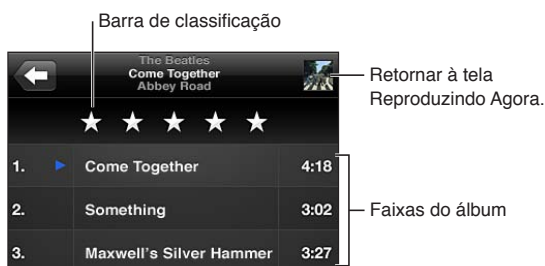 Barra de classificação
The Beatles
Come Together
Abbey Road
Retornar à tela
Reproduzindo Agora.
1. Come Together 4:18
2. Something 3:02
3. Maxwell's Silver Hammer 3:27
Faixas do álbum